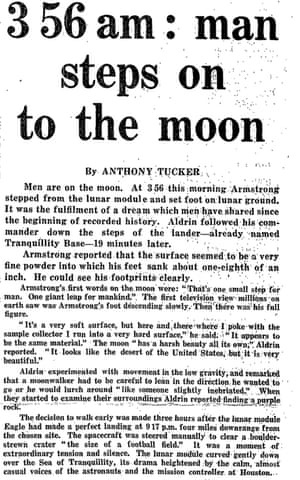 3 56 am : man
steps on
to the moon
By ANTHONY TUCKER
Men are on the moon. At 3 56 this morning Armstrong
stepped from the lunar module and set foot on lunar ground.
It was the fulfilment of a dream which men have shared since
the beginning of recorded history. Aldrin followed his com-
mander down the steps of the lander—already named
Tranquillity Base—19 minutes later.
Armstrong reported that the surface seemed to be a very
fine powder into which his feet sank about one-eighth of an
inch. He could see his footprints clearly.
Armstrong's first words on the moon were: "That's one small step for
man. One giant leap for mankind." The first television view millions on
earth saw was Armstrong's foot descending slowly. Then there was his full
figure.
"It's a very soft surface, but here and there where I poke with the
sample collector I run into a very hard surface," he said. "It appears to
be the same material." The moon "has a harsh beauty all its own," Aldrin
reported. "It looks like the desert of the United States, but it is very
beautiful."
Aldrin experimented with movement in the low gravity, and remarked
that a moonwalker had to be careful to lean in the direction he wanted to
go or he would lurch around "like someone slightly inebriated." When
they started to examine their surroundings Aldrin reported finding a purple
rock.
The decision to walk early was made three hours after the lunar module
Eagle had made a perfect landing at 9 17 p.m. four miles downrange from
the chosen site. The spacecraft was steered manually to clear a boulder-
strewn crater "the size of a football field." It was a moment of
extraordinary tension and silence. The lunar module curved gently down
over the Sea of Tranquillity, its drama heightened by the calm, almost
casual voices of the astronauts and the mission controller at Houston.